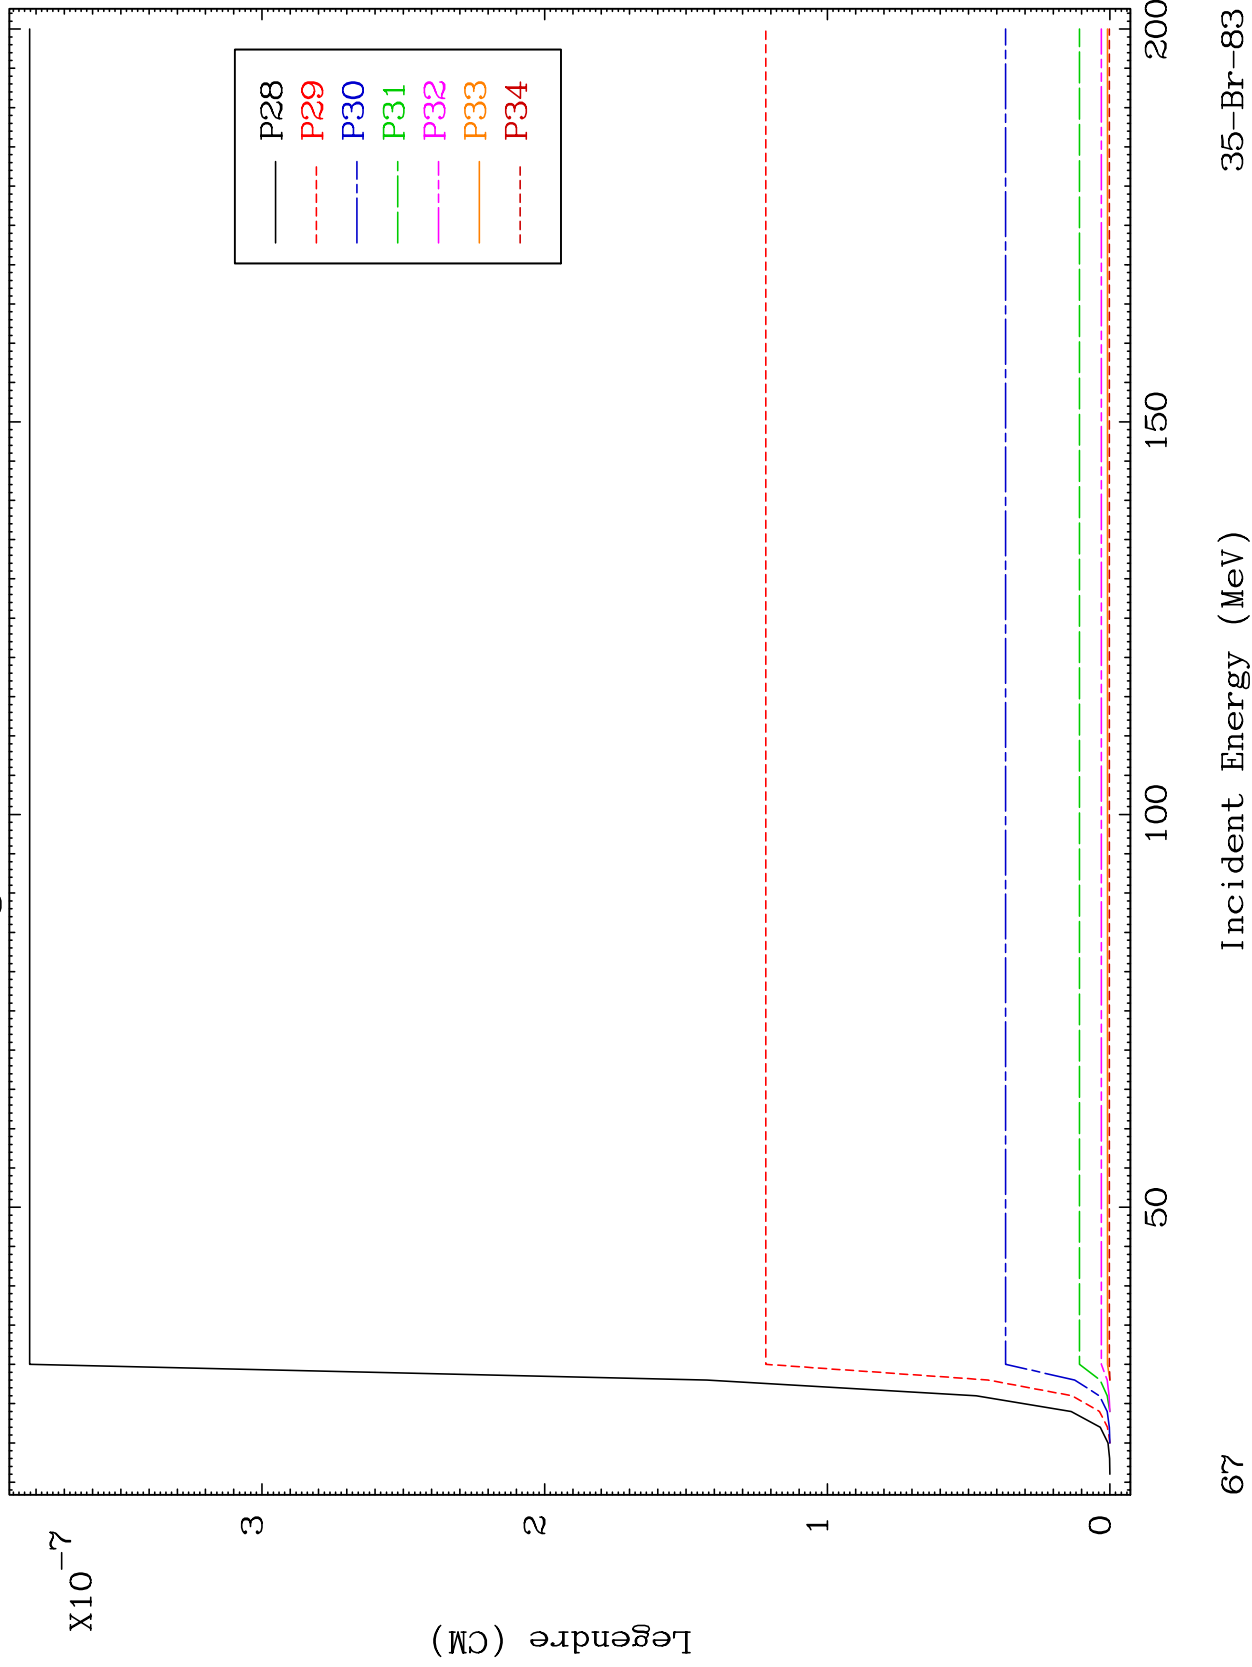 X10
-7
Legendre (CM)
3
2
1
0
P28
P29
P30
P31
P32
P33
P34
50
100
150
200
Incident Energy (MeV)
67
35-Br-83